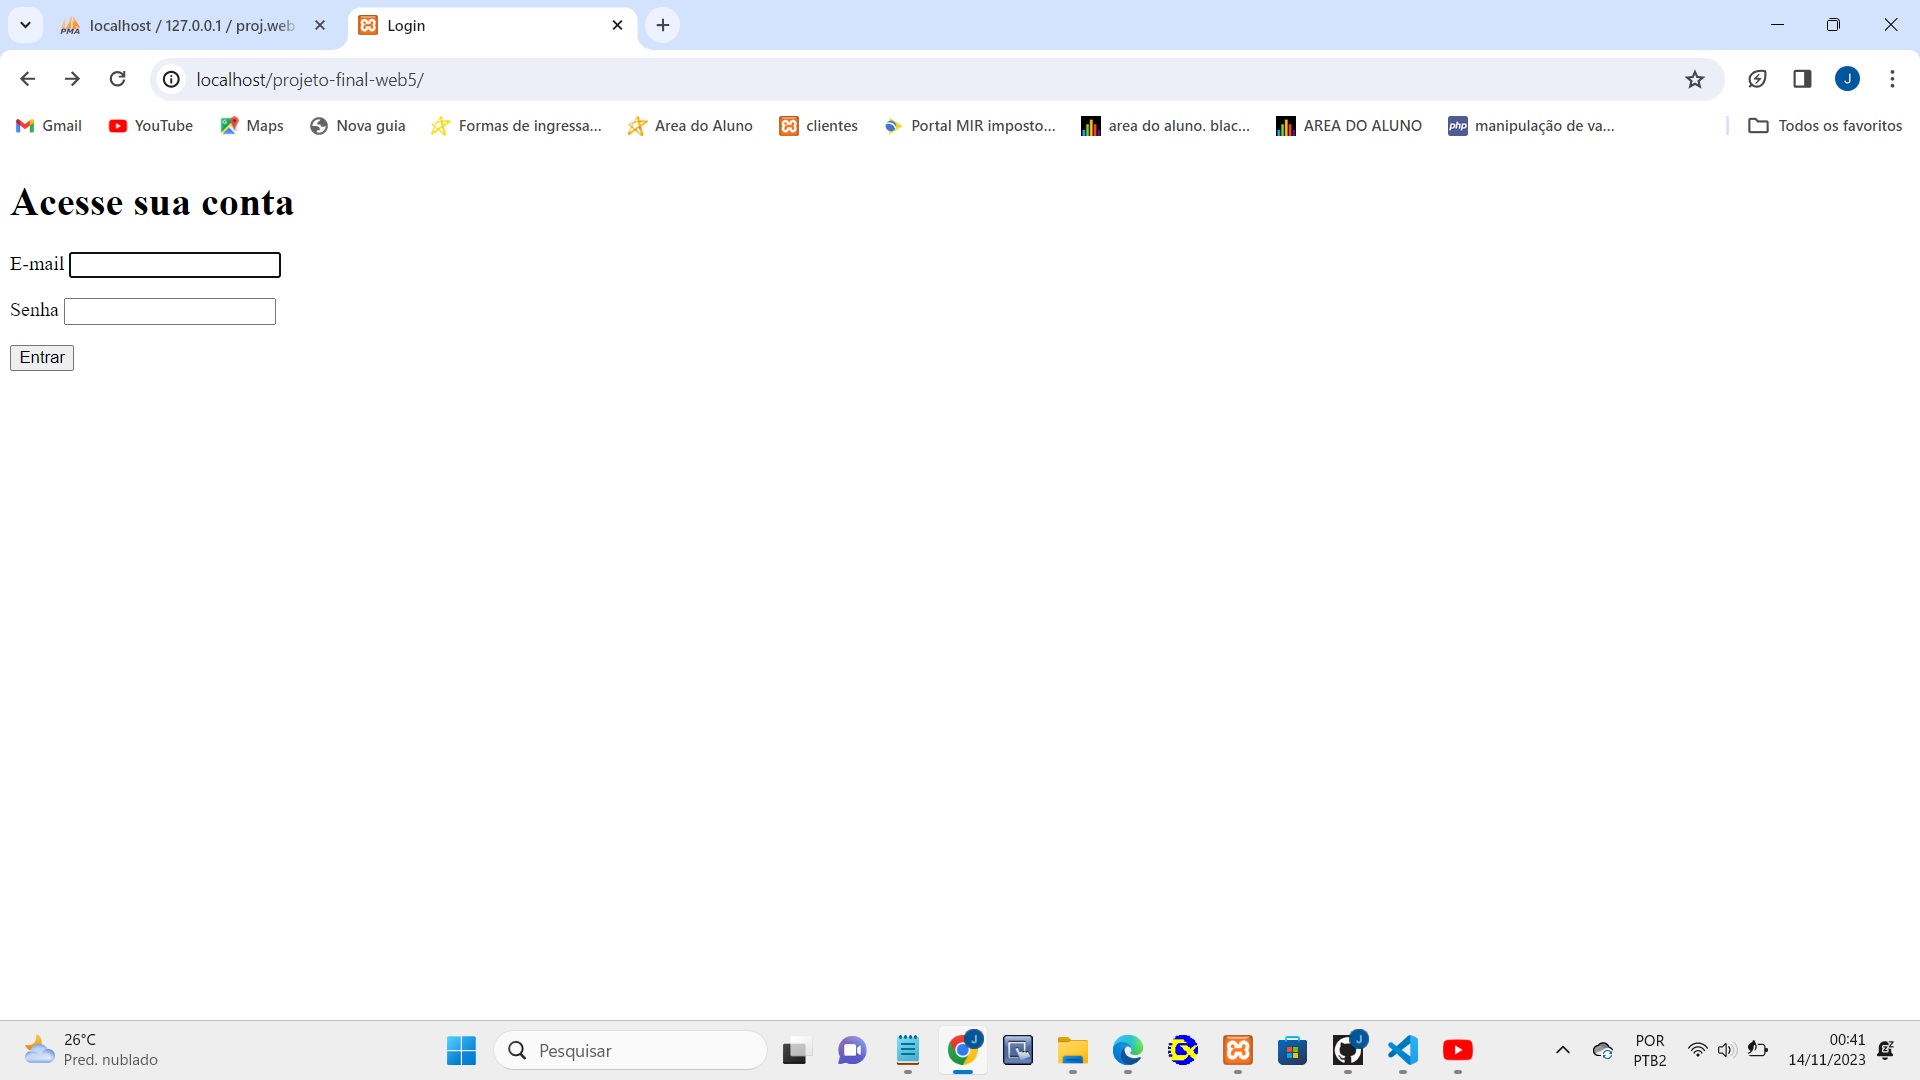 localhost / 127.0.0.1 / proj.web
Login
localhost/projeto-final-web5/
J
Gmail
YouTube
Maps
Nova guia
Formas de ingressa...
Area do Aluno
clientes
Portal MIR imposto...
area do aluno. blac...
AREA DO ALUNO
php
manipulação de va...
Todos os favoritos
Acesse sua conta
E-mail
Senha
Entrar
26°C
Pred. nublado
Pesquisar
POR
PTB2
00:41
14/11/2023